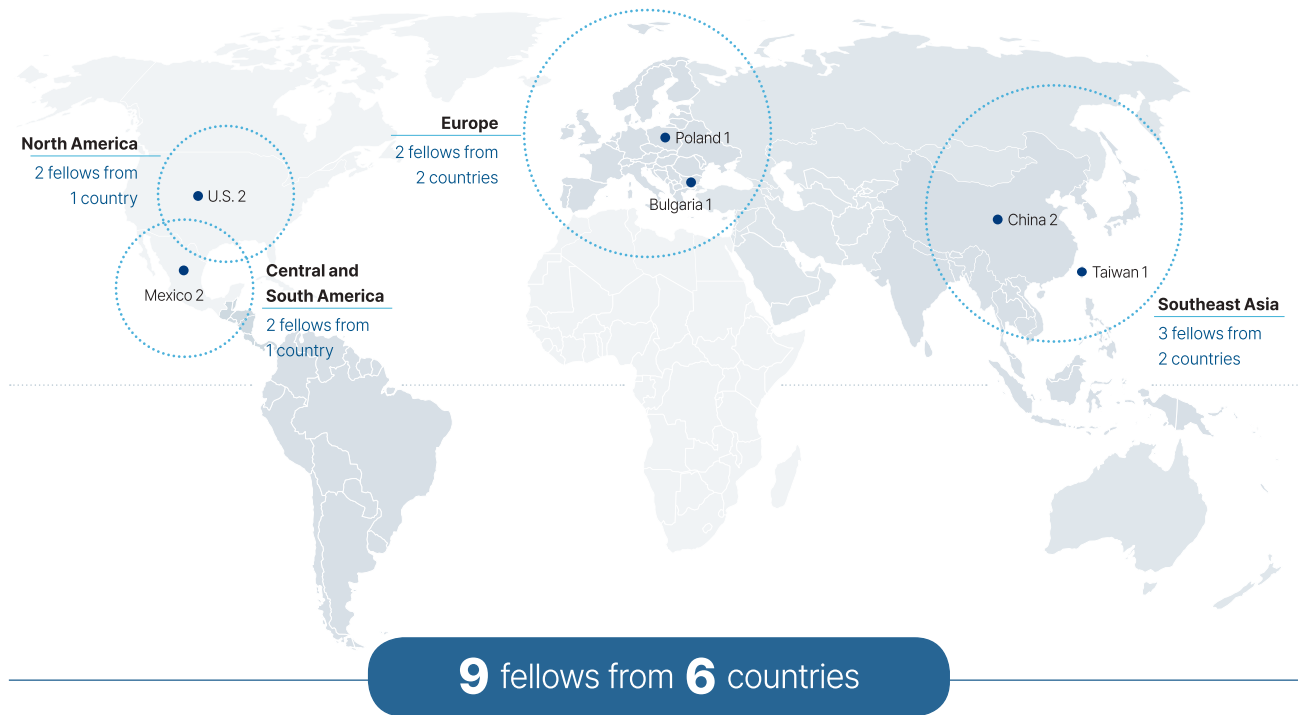 North America
2 fellows from
1 country
U.S. 2
Mexico 2
Central and
South America
2 fellows from
1 country
Europe
2 fellows from
2 countries
Poland 1
Bulgaria 1
China 2
Taiwan 1
Southeast Asia
3 fellows from
2 countries
9 fellows from 6 countries